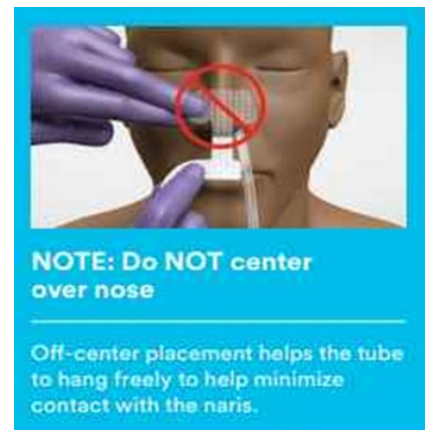 NOTE: Do NOT center
over nose
Off-center placement helps the tube
to hang freely to help minimize
contact with the naris.